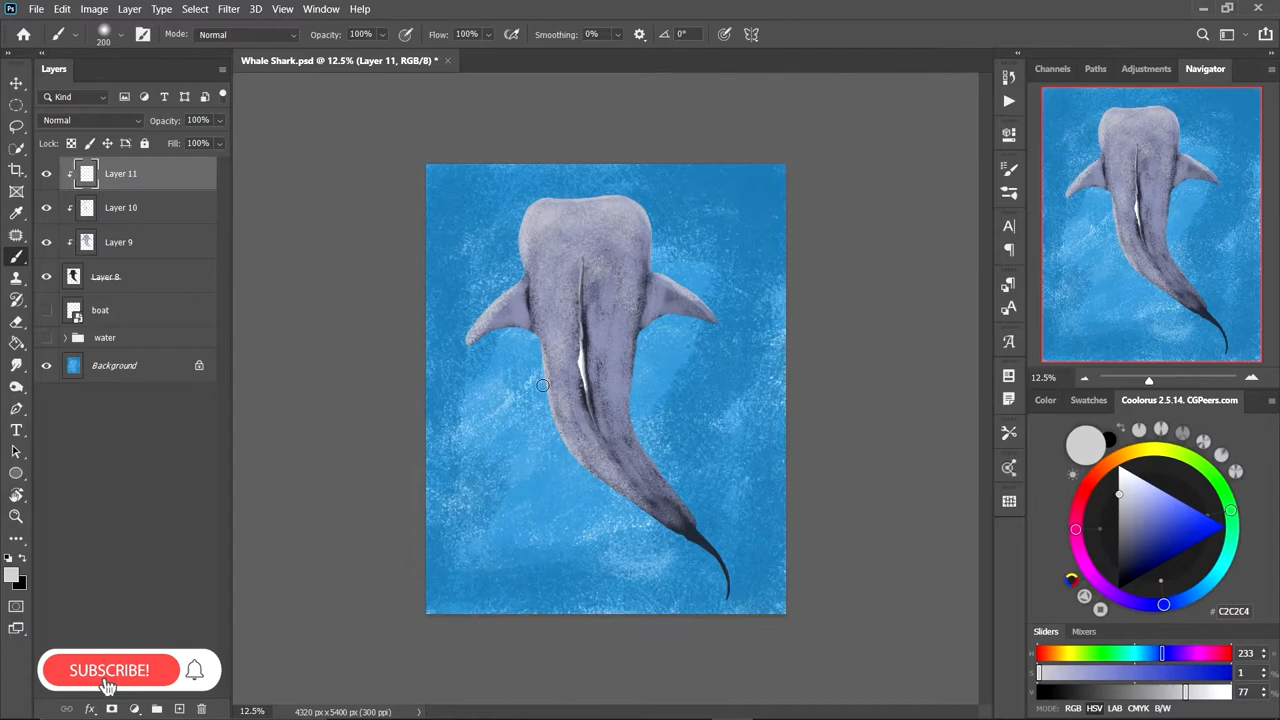 Ps File Edit Image Layer Type Select Filter 3D View Window Help
200 Mode: Normal Opacity: 100% Flow: 100% Smoothing: 0% 0°
Whale Shark.psd @ 12.5% (Layer 11, RGB/8) *
Layers
Kind
Normal Opacity: 100%
Lock: Fill: 100%
Layer 11
Layer 10
Layer 9
Layer 8
boat
water
Background
SUBSCRIBE!
fx
12.5% 4320 px x 5400 px (300 ppi)
Channels Paths Adjustments Navigator
12.5%
Color Swatches Coolorus 2.5.14. CGPeers.com
# C2C2C4
Sliders Mixers
H 233
S 1
V 77
MODE: RGB HSV LAB CMYK B/W